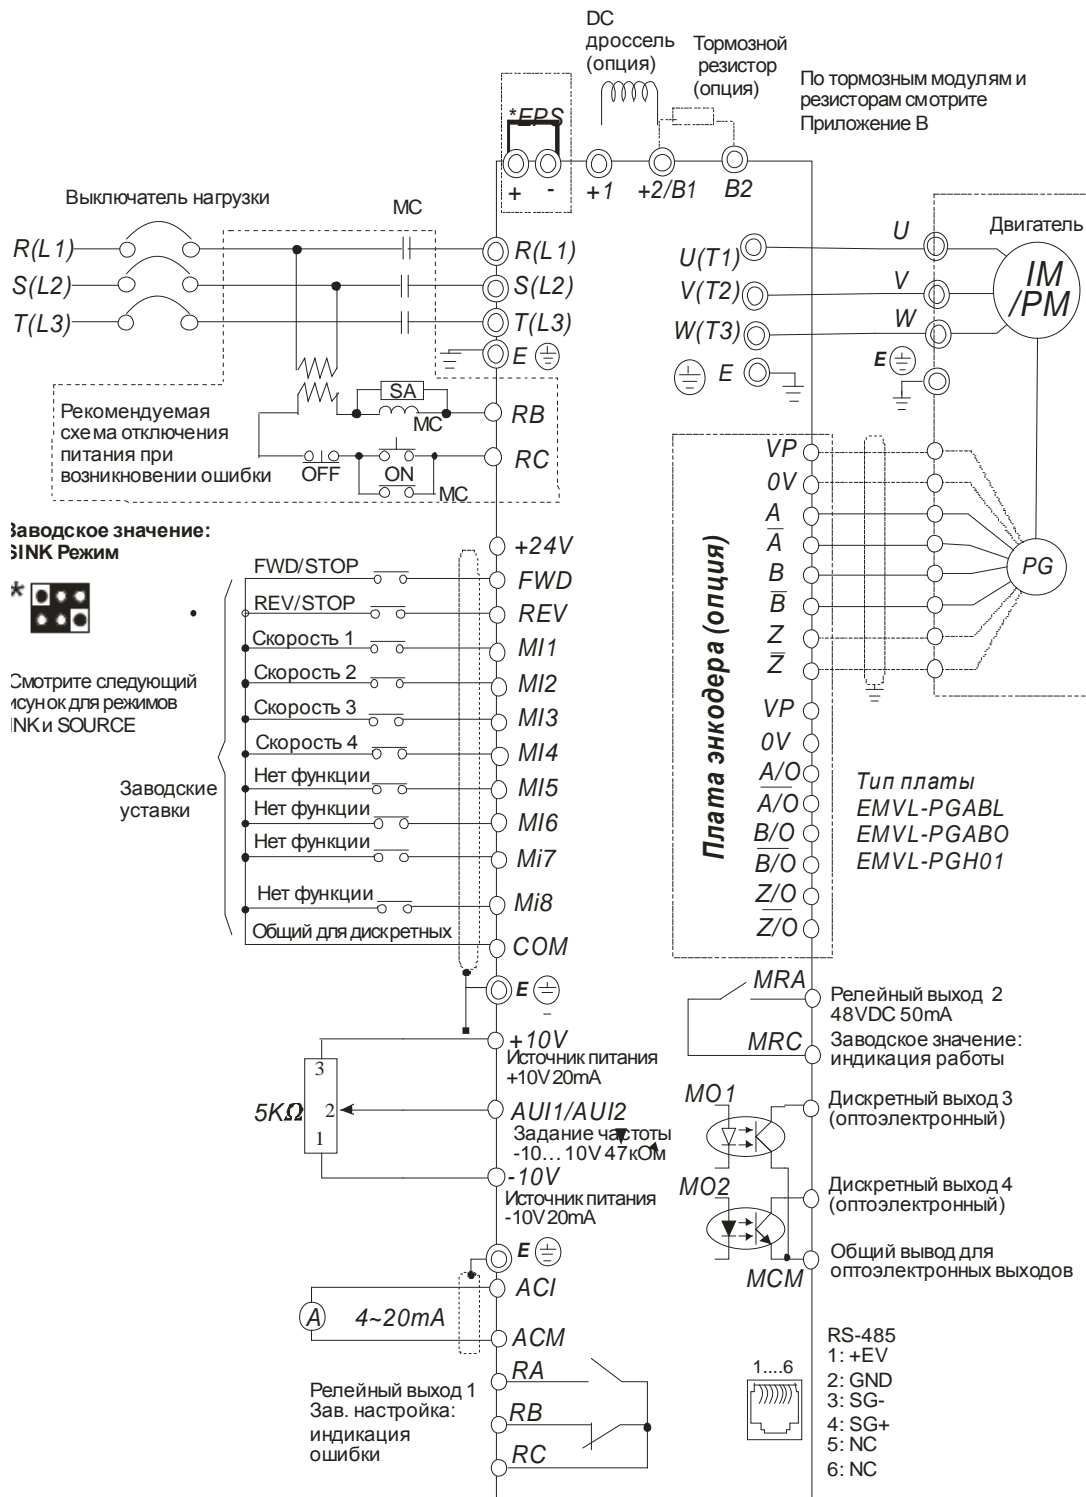 DC
дроссель
(опция)
Тормозной
резистор
(опция)
По тормозным модулям и
резисторам смотрите
Приложение В
*EPS
+
-
+1
+2/B1
B2
Выключатель нагрузки
MC
R(L1)
S(L2)
T(L3)
R(L1)
S(L2)
T(L3)
E
U(T1)
V(T2)
W(T3)
E
U
V
W
E
Двигатель
IM
/PM
SA
MC
RB
RC
OFF
ON
MC
Рекомендуемая
схема отключения
питания при
возникновении ошибки
Заводское значение:
SINK Режим
*
Смотрите следующий
исунок для режимов
INK и SOURCE
Заводские
уставки
+24V
FWD/STOP
FWD
REV/STOP
REV
Скорость 1
MI1
Скорость 2
MI2
Скорость 3
MI3
Скорость 4
MI4
Нет функции
MI5
Нет функции
MI6
Нет функции
Mi7
Нет функции
Mi8
Общий для дискретных
COM
E
Плата энкодера (опция)
VP
0V
A
A
B
B
Z
Z
VP
0V
A/O
A/O
B/O
B/O
Z/O
Z/O
PG
Тип платы
EMVL-PGABL
EMVL-PGABO
EMVL-PGH01
+10V
Источник питания
+10V 20mA
3
2
1
5KΩ
AUI1/AUI2
Задание частоты
-10... 10V 47кОм
-10V
Источник питания
-10V 20mA
E
ACI
A
4~20mA
ACM
Релейный выход 1
Зав. настройка:
индикация
ошибки
RA
RB
RC
MRA
MRC
Релейный выход 2
48VDC 50mA
Заводское значение:
индикация работы
MO1
Дискретный выход 3
(оптоэлектронный)
MO2
Дискретный выход 4
(оптоэлектронный)
MCM
Общий вывод для
оптоэлектронных выходов
1....6
RS-485
1: +EV
2: GND
3: SG-
4: SG+
5: NC
6: NC